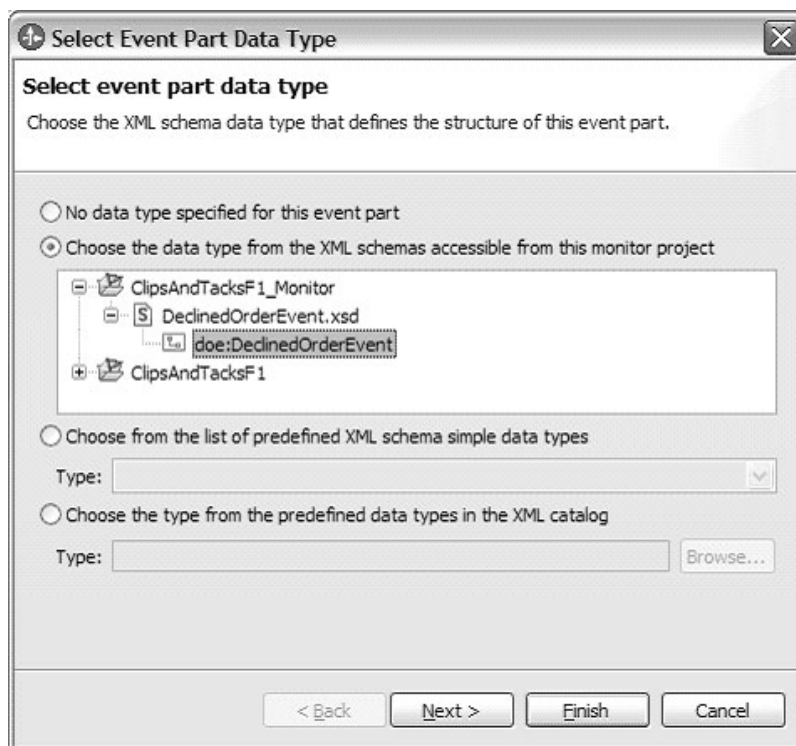 Select Event Part Data Type
Select event part data type
Choose the XML schema data type that defines the structure of this event part.
No data type specified for this event part
Choose the data type from the XML schemas accessible from this monitor project
ClipsAndTacksF1_Monitor
S DeclinedOrderEvent.xsd
doe:DeclinedOrderEvent
ClipsAndTacksF1
Choose from the list of predefined XML schema simple data types
Type:
Choose the type from the predefined data types in the XML catalog
Type: Browse...
< Back Next > Finish Cancel